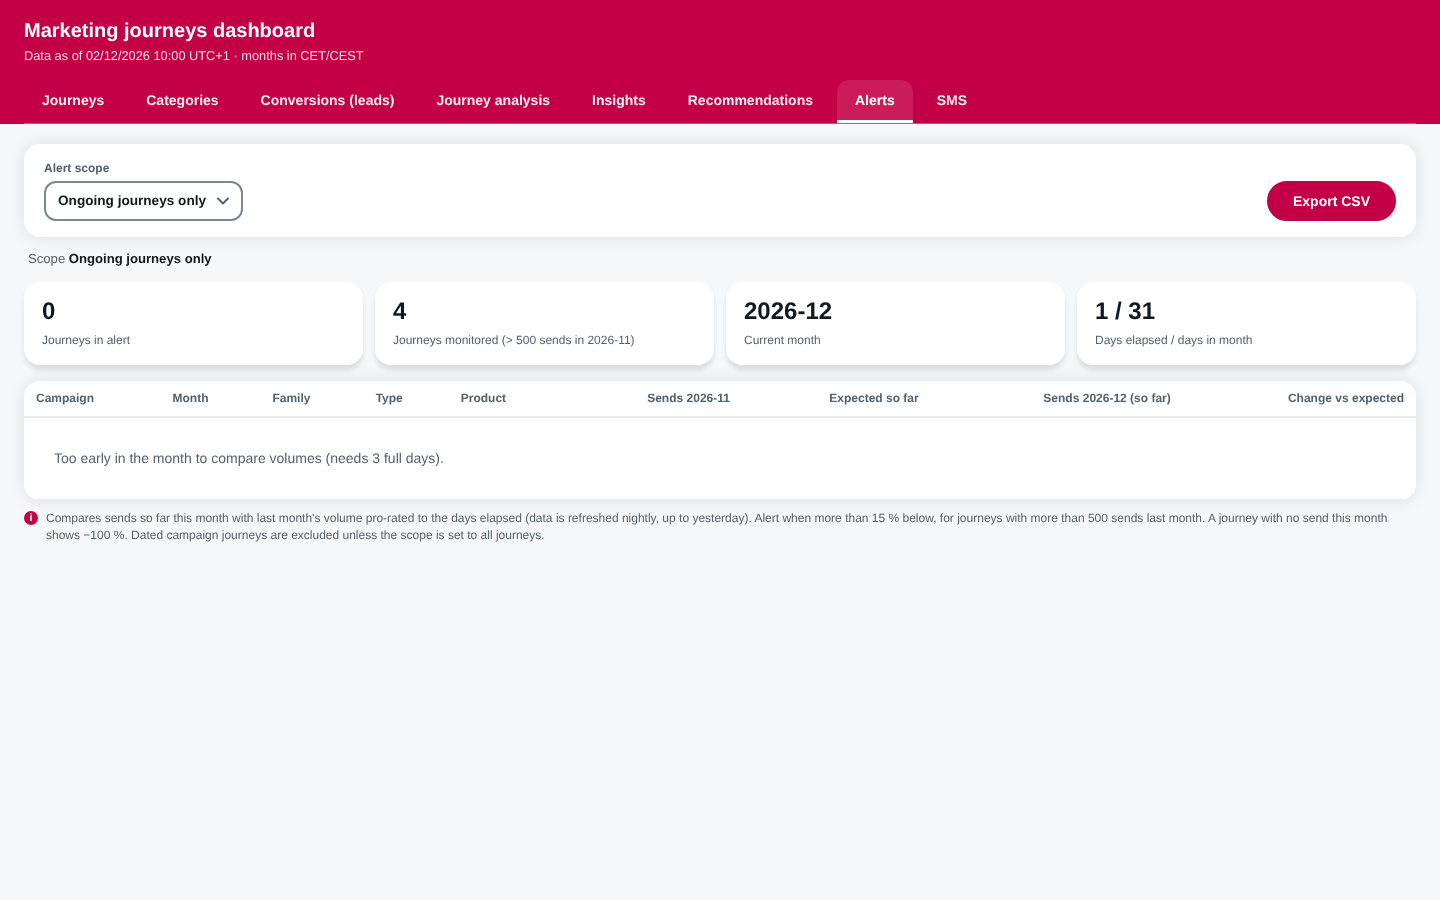 Marketing journeys dashboard
Data as of 02/12/2026 10:00 UTC+1 · months in CET/CEST
Journeys Categories Conversions (leads) Journey analysis Insights Recommendations Alerts SMS
Alert scope
Ongoing journeys only
Export CSV
Scope Ongoing journeys only
0
Journeys in alert
4
Journeys monitored (> 500 sends in 2026-11)
2026-12
Current month
1 / 31
Days elapsed / days in month
Campaign Month Family Type Product Sends 2026-11 Expected so far Sends 2026-12 (so far) Change vs expected
Too early in the month to compare volumes (needs 3 full days).
i Compares sends so far this month with last month's volume pro-rated to the days elapsed (data is refreshed nightly, up to yesterday). Alert when more than 15 % below, for journeys with more than 500 sends last month. A journey with no send this month
shows −100 %. Dated campaign journeys are excluded unless the scope is set to all journeys.